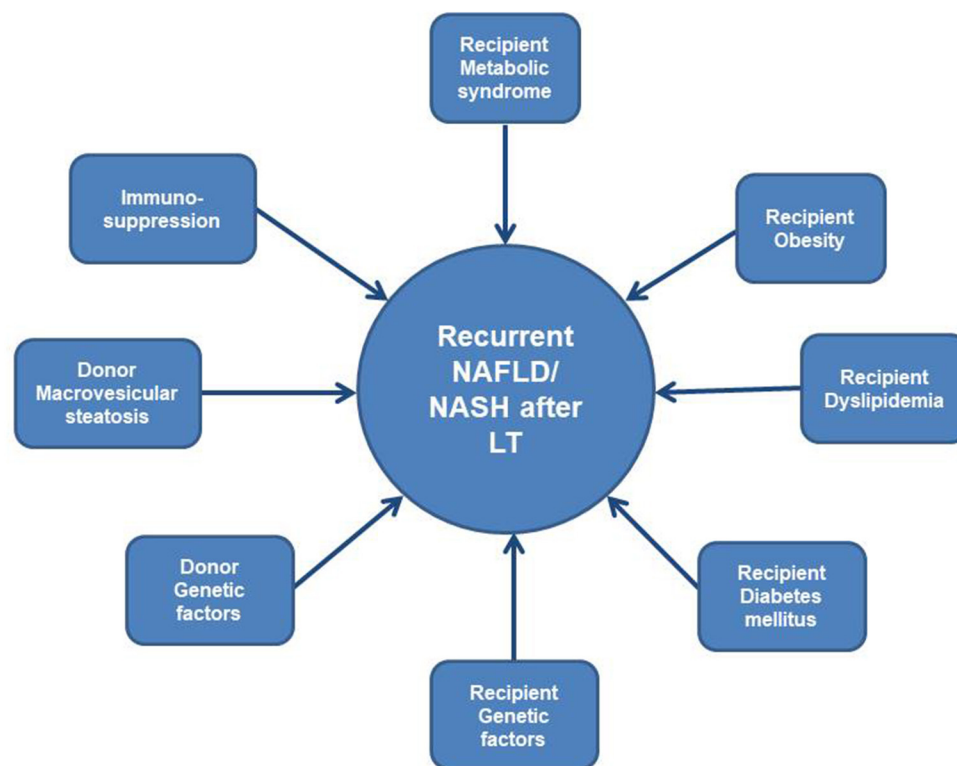 Recipient
Metabolic
syndrome
Immuno-
suppression
Recipient
Obesity
Recurrent
NAFLD/
NASH after
LT
Donor
Macrovesicular
steatosis
Recipient
Dyslipidemia
Donor
Genetic
factors
Recipient
Diabetes
mellitus
Recipient
Genetic
factors